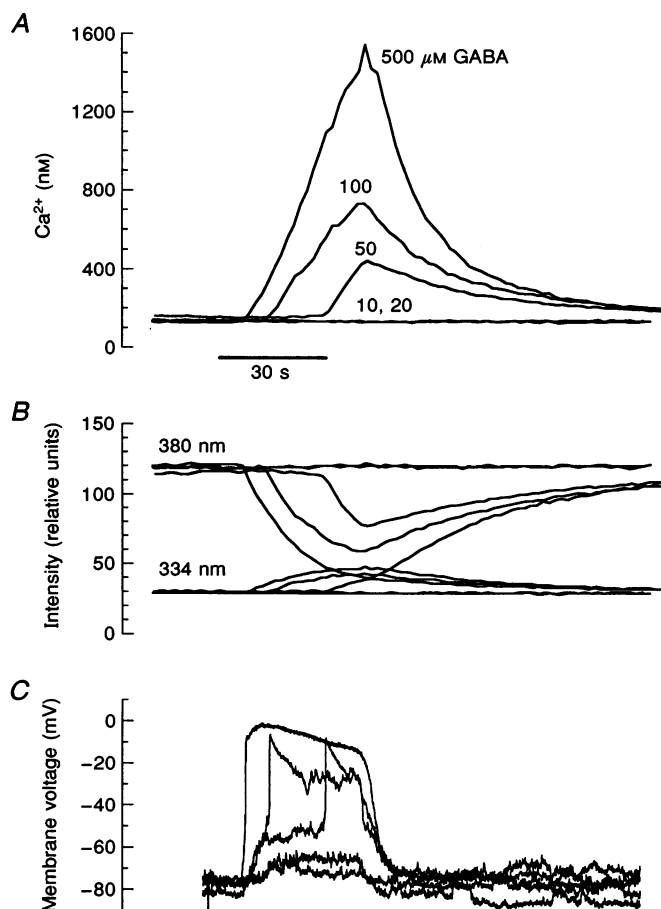 A
1600
1200
800
400
0
Ca²⁺ (nM)
500 μM GABA
100
50
10, 20
30 s
B
150
100
50
0
Intensity (relative units)
380 nm
334 nm
C
0
−20
−40
−60
−80
Membrane voltage (mV)